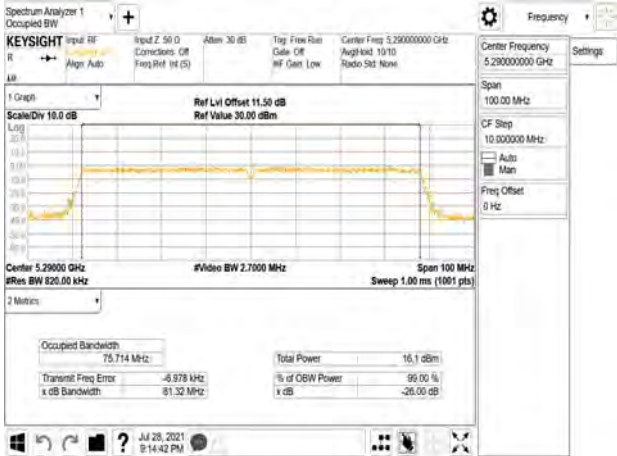 Spectrum Analyzer 1
Occupied BW
+
Frequency
KEYSIGHT
R
Input: RF
Align: Auto
Input Z: 50 Ω
Corrections: Off
Freq Ref: Int (S)
Atten: 30 dB
Trig: Free Run
Gate: Off
#IF Gain: Low
Center Freq: 5.290000000 GHz
Avg|Hold: 10/10
Radio Std: None
Center Frequency
5.290000000 GHz
Settings
Span
100.00 MHz
CF Step
10.000000 MHz
Auto
Man
Freq Offset
0 Hz
1 Graph
Scale/Div 10.0 dB
Log
Ref Lvl Offset 11.50 dB
Ref Value 30.00 dBm
Center 5.29000 GHz
#Res BW 820.00 kHz
#Video BW 2.7000 MHz
Span 100 MHz
Sweep 1.00 ms (1001 pts)
2 Metrics
Occupied Bandwidth
75.714 MHz
Total Power 16.1 dBm
Transmit Freq Error -6.978 kHz
% of OBW Power 99.00 %
x dB Bandwidth 81.32 MHz
x dB -26.00 dB
?
Jul 28, 2021
9:14:42 PM